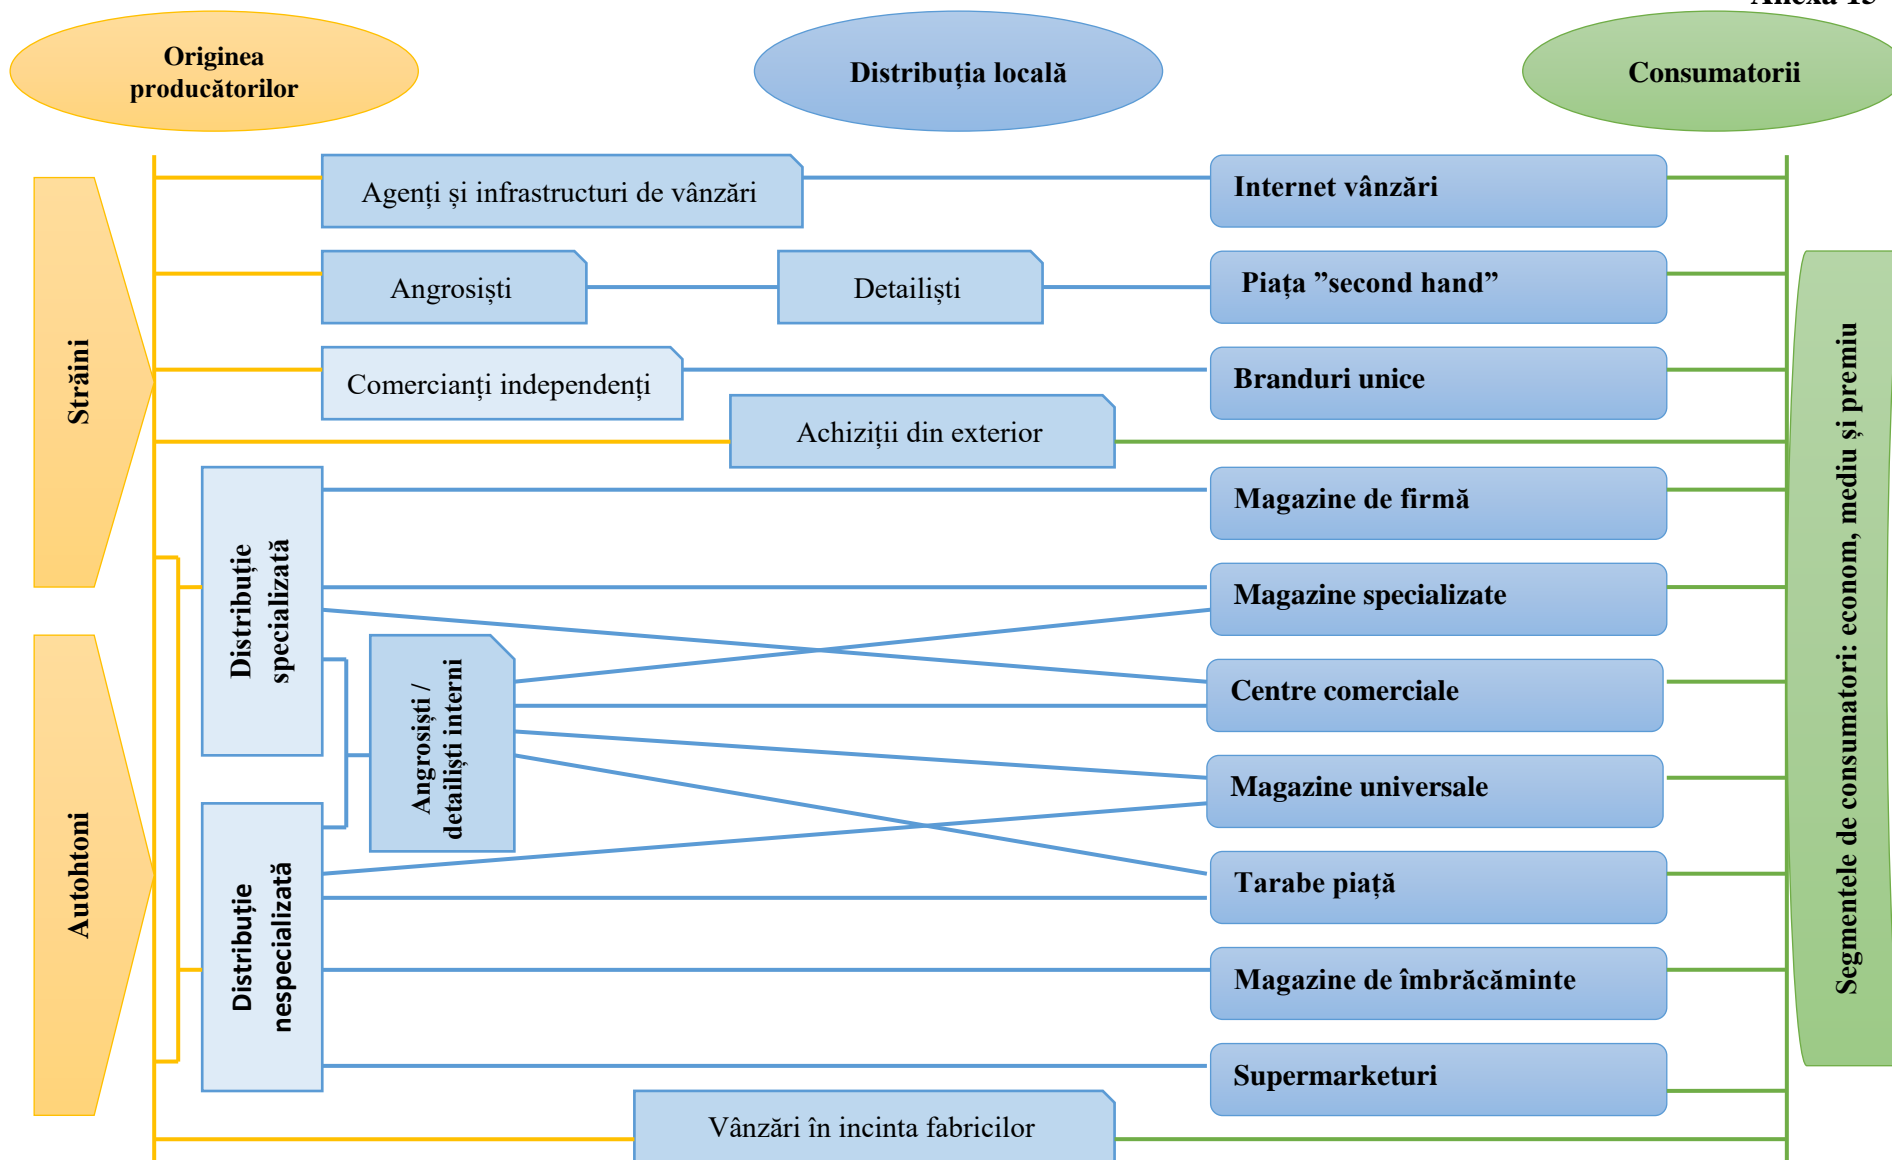 Originea
producătorilor
Distribuția locală
Consumatorii
Agenți și infrastructuri de vânzări
Internet vânzări
Angrosiști
Detailiști
Piața ”second hand”
Comercianți independenți
Branduri unice
Achiziții din exterior
Străini
Distribuție
specializată
Magazine de firmă
Magazine specializate
Angrosiști /
detailiști interni
Centre comerciale
Magazine universale
Autohtoni
Distribuție
nespecializată
Tarabe piață
Magazine de îmbrăcăminte
Supermarketuri
Vânzări în incinta fabricilor
Segmentele de consumatori: econom, mediu și premiu